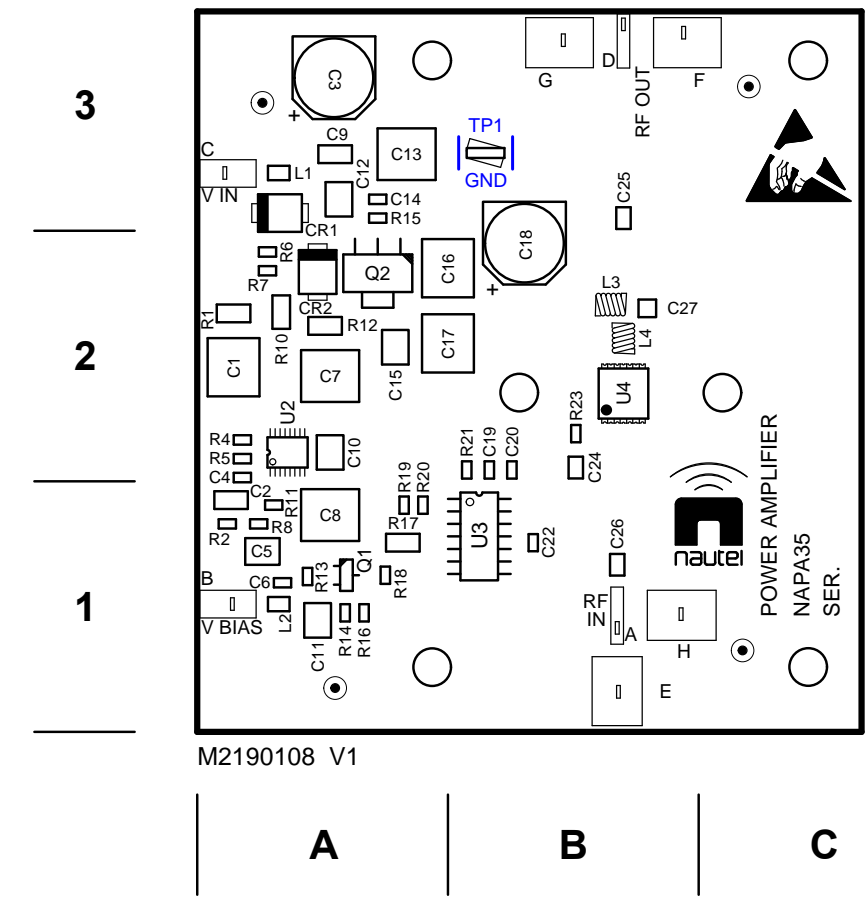 G
D
F
RF OUT
3
C3
+
TP1
GND
C9
C13
C
V IN
L1
C12
C14
R15
C25
CR1
R6
R7
Q2
C16
C18
+
CR2
L3
C27
L4
R1
R10
R12
C17
2
C1
C7
C15
U4
U2
R23
R4
R5
C4
C10
R21
C19
C20
C24
POWER AMPLIFIER
NAPA35
SER.
C2
R11
C8
R19
R20
R2
R8
R17
U3
C22
C26
nautel
C5
Q1
C6
R13
R18
B
V BIAS
L2
C11
R14
R16
1
RF
IN
A
H
E
M2190108 V1
A
B
C